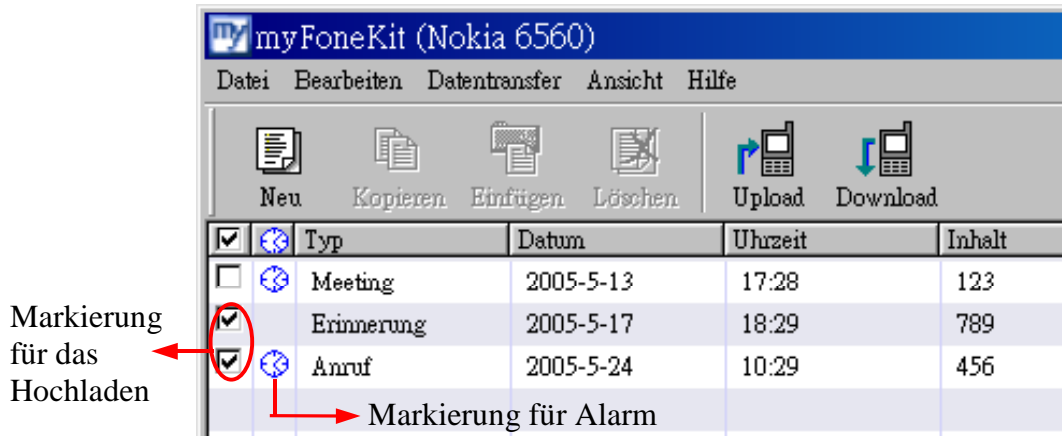 my myFoneKit (Nokia 6560)
Datei Bearbeiten Datentransfer Ansicht Hilfe
Neu Kopieren Einfügen Löschen Upload Download
Typ Datum Uhrzeit Inhalt
Meeting 2005-5-13 17:28 123
Erinnerung 2005-5-17 18:29 789
Anruf 2005-5-24 10:29 456
Markierung
für das
Hochladen
Markierung für Alarm